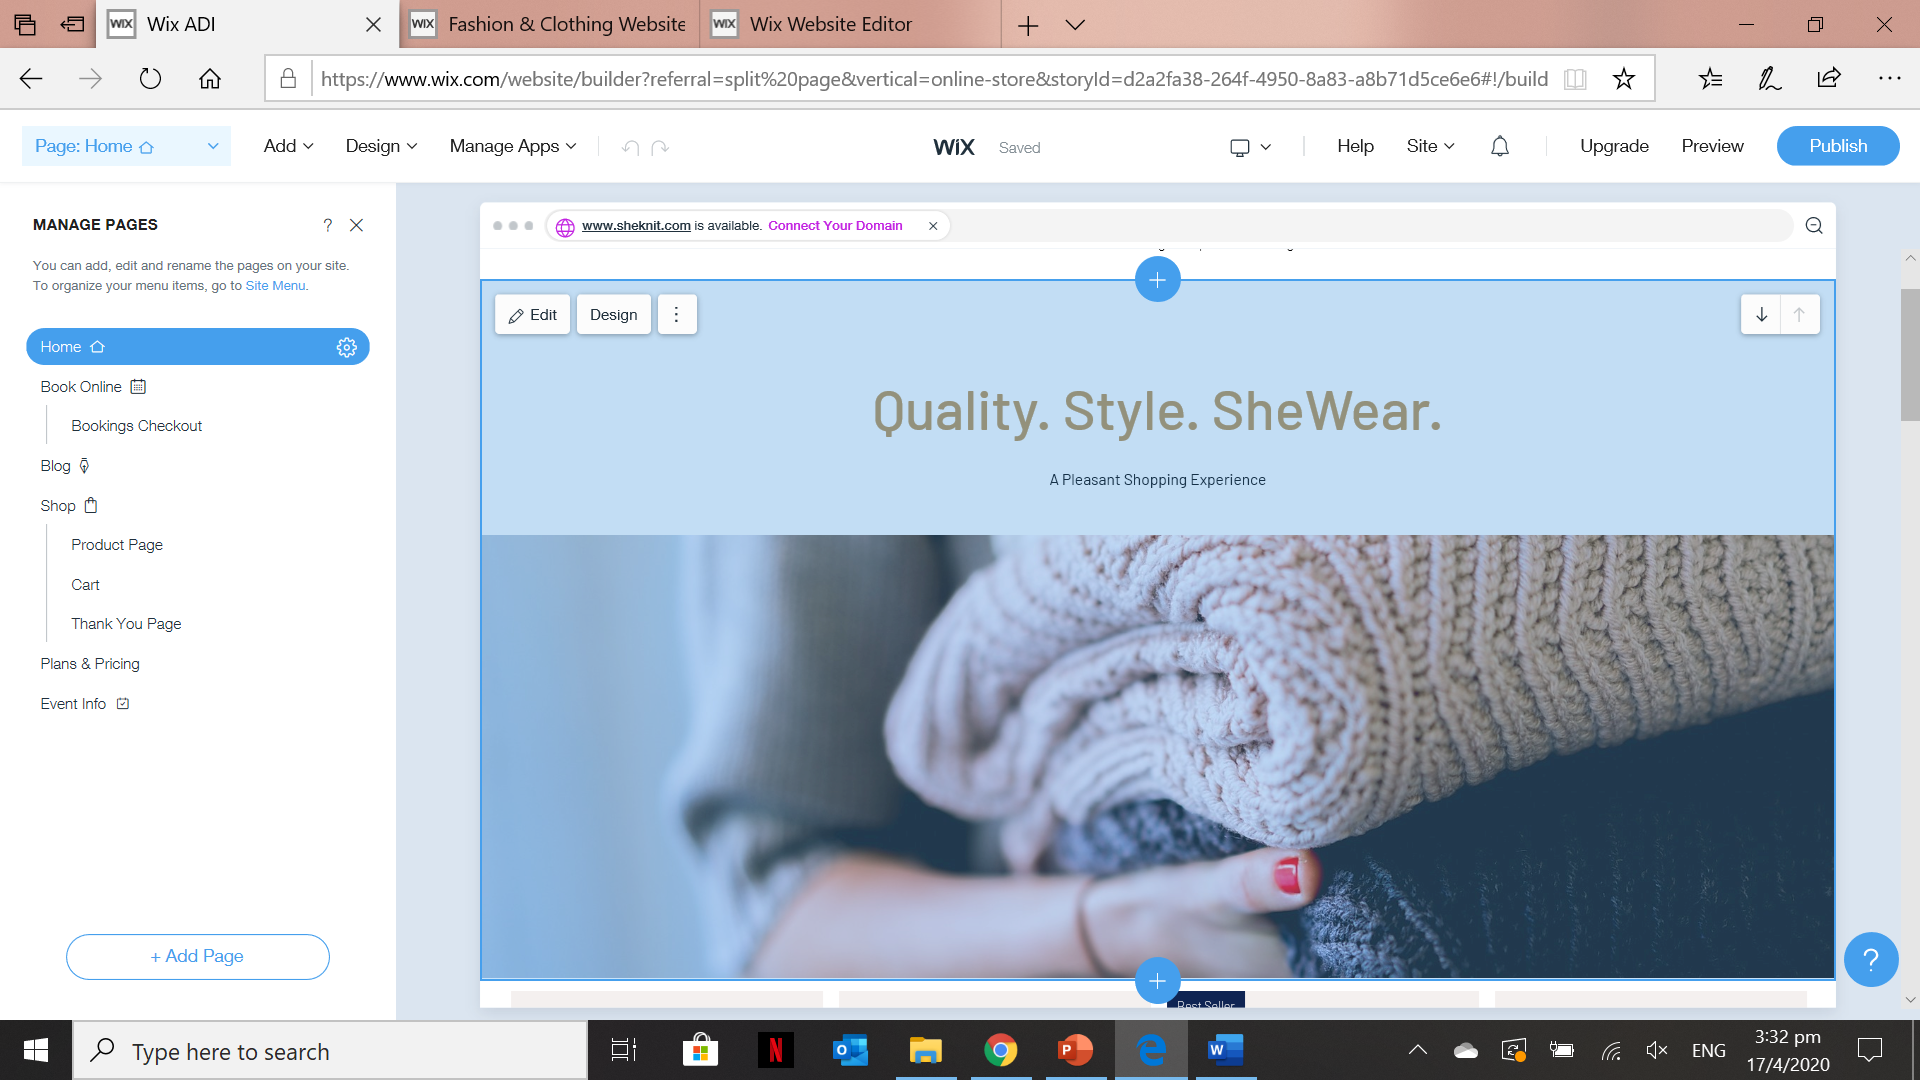 WiX Wix ADI
WiX Fashion & Clothing Website
WiX Wix Website Editor
https://www.wix.com/website/builder?referral=split%20page&vertical=online-store&storyId=d2a2fa38-264f-4950-8a83-a8b71d5ce6e6#!/build
Page: Home
Add
Design
Manage Apps
WiX
Saved
Help
Site
Upgrade
Preview
Publish
MANAGE PAGES
?
You can add, edit and rename the pages on your site.
To organize your menu items, go to Site Menu.
Home
Book Online
Bookings Checkout
Blog
Shop
Product Page
Cart
Thank You Page
Plans & Pricing
Event Info
+ Add Page
www.sheknit.com is available. Connect Your Domain
Edit
Design
Quality. Style. SheWear.
A Pleasant Shopping Experience
Best Seller
?
Type here to search
N
O
P
W
ENG
3:32 pm
17/4/2020